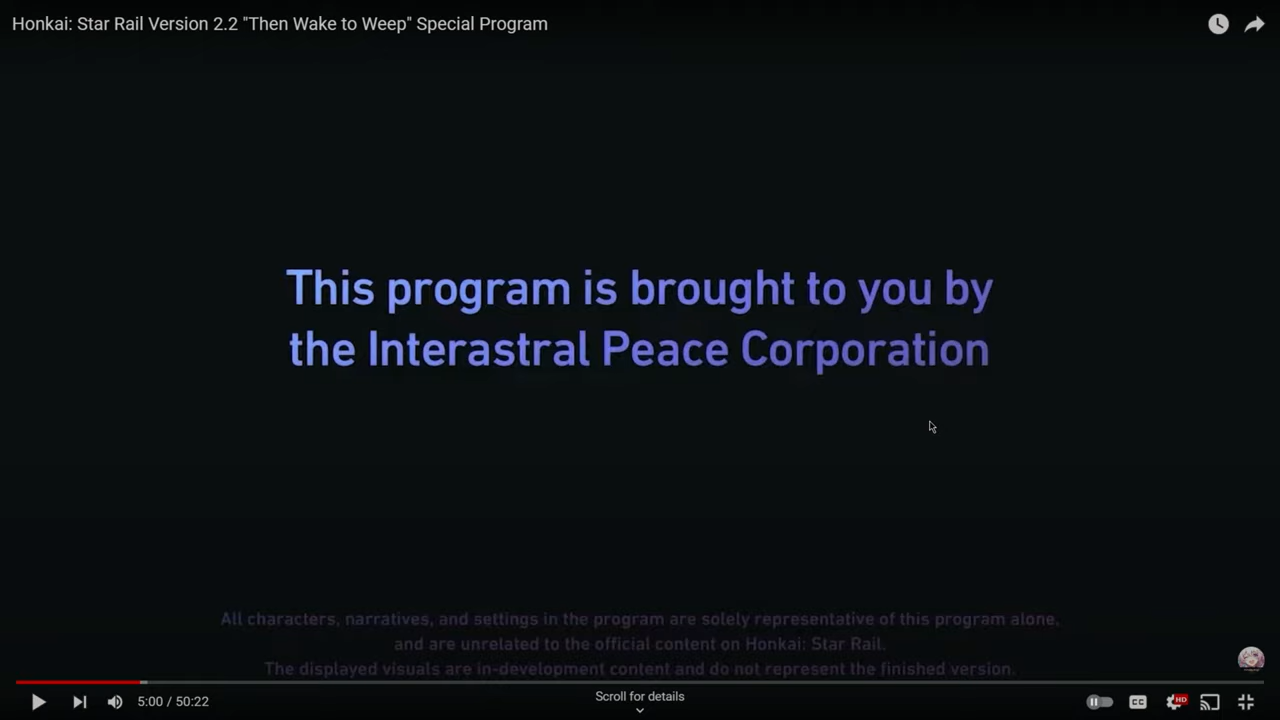 Honkai: Star Rail Version 2.2 "Then Wake to Weep" Special Program
This program is brought to you by
the Interastral Peace Corporation
All characters, narratives, and settings in the program are solely representative of this program alone,
and are unrelated to the official content on Honkai: Star Rail.
The displayed visuals are in-development content and do not represent the finished version.
Scroll for details
5:00 / 50:22
CC
HD